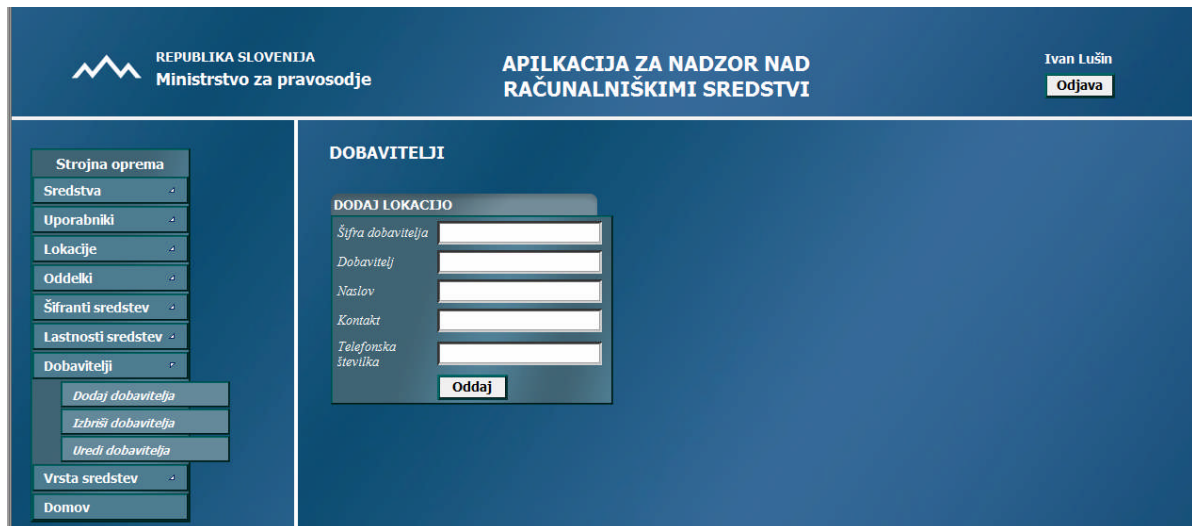 REPUBLIKA SLOVENIJA
Ministrstvo za pravosodje
APILKACIJA ZA NADZOR NAD
RAČUNALNIŠKIMI SREDSTVI
Ivan Lušin
Odjava
Strojna oprema
Sredstva
Uporabniki
Lokacije
Oddelki
Šifranti sredstev
Lastnosti sredstev
Dobavitelji
Dodaj dobavitelja
Izbriši dobavitelja
Uredi dobavitelja
Vrsta sredstev
Domov
DOBAVITELJI
DODAJ LOKACIJO
Šifra dobavitelja
Dobavitelj
Naslov
Kontakt
Telefonska
številka
Oddaj